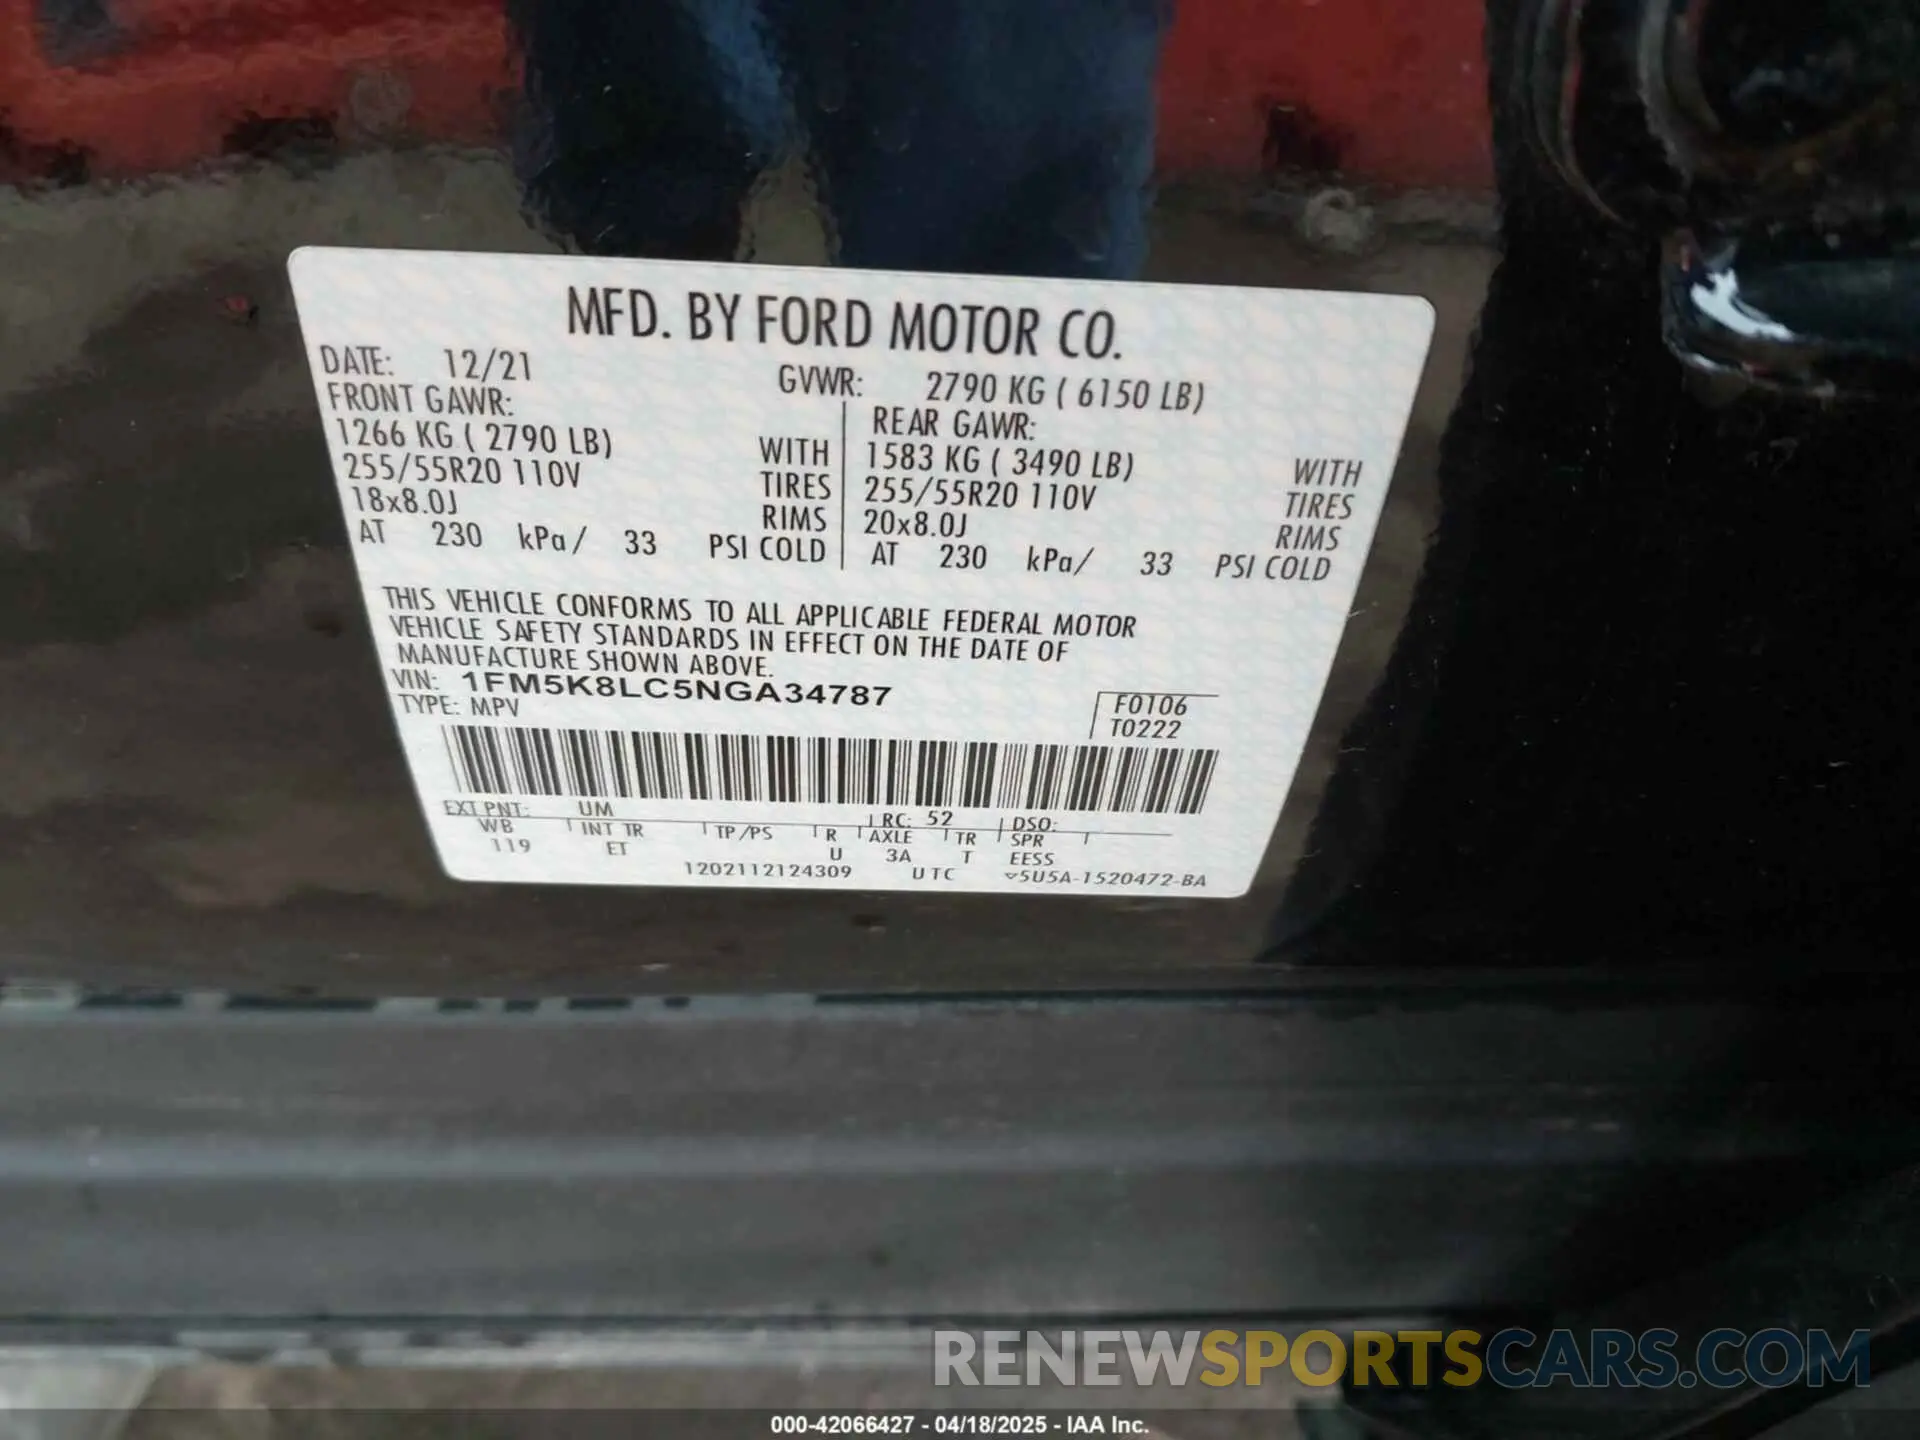 MFD. BY FORD MOTOR CO.
DATE: 12/21 GVWR: 2790 KG ( 6150 LB)
FRONT GAWR: REAR GAWR:
1266 KG ( 2790 LB) WITH 1583 KG ( 3490 LB) WITH
255/55R20 110V TIRES 255/55R20 110V TIRES
18x8.0J RIMS 20x8.0J RIMS
AT 230 kPa/ 33 PSI COLD AT 230 kPa/ 33 PSI COLD
THIS VEHICLE CONFORMS TO ALL APPLICABLE FEDERAL MOTOR
VEHICLE SAFETY STANDARDS IN EFFECT ON THE DATE OF
MANUFACTURE SHOWN ABOVE.
VIN: 1FM5K8LC5NGA34787
TYPE: MPV
F0106
T0222
EXT PNT: UM RC: 52 DSO:
WB INT TR TP/PS R AXLE TR SPR
119 ET U 3A T EESS
1202112124309 UTC ▽5U5A-1520472-BA
RENEWSPORTSCARS.COM
000-42066427 - 04/18/2025 - IAA Inc.